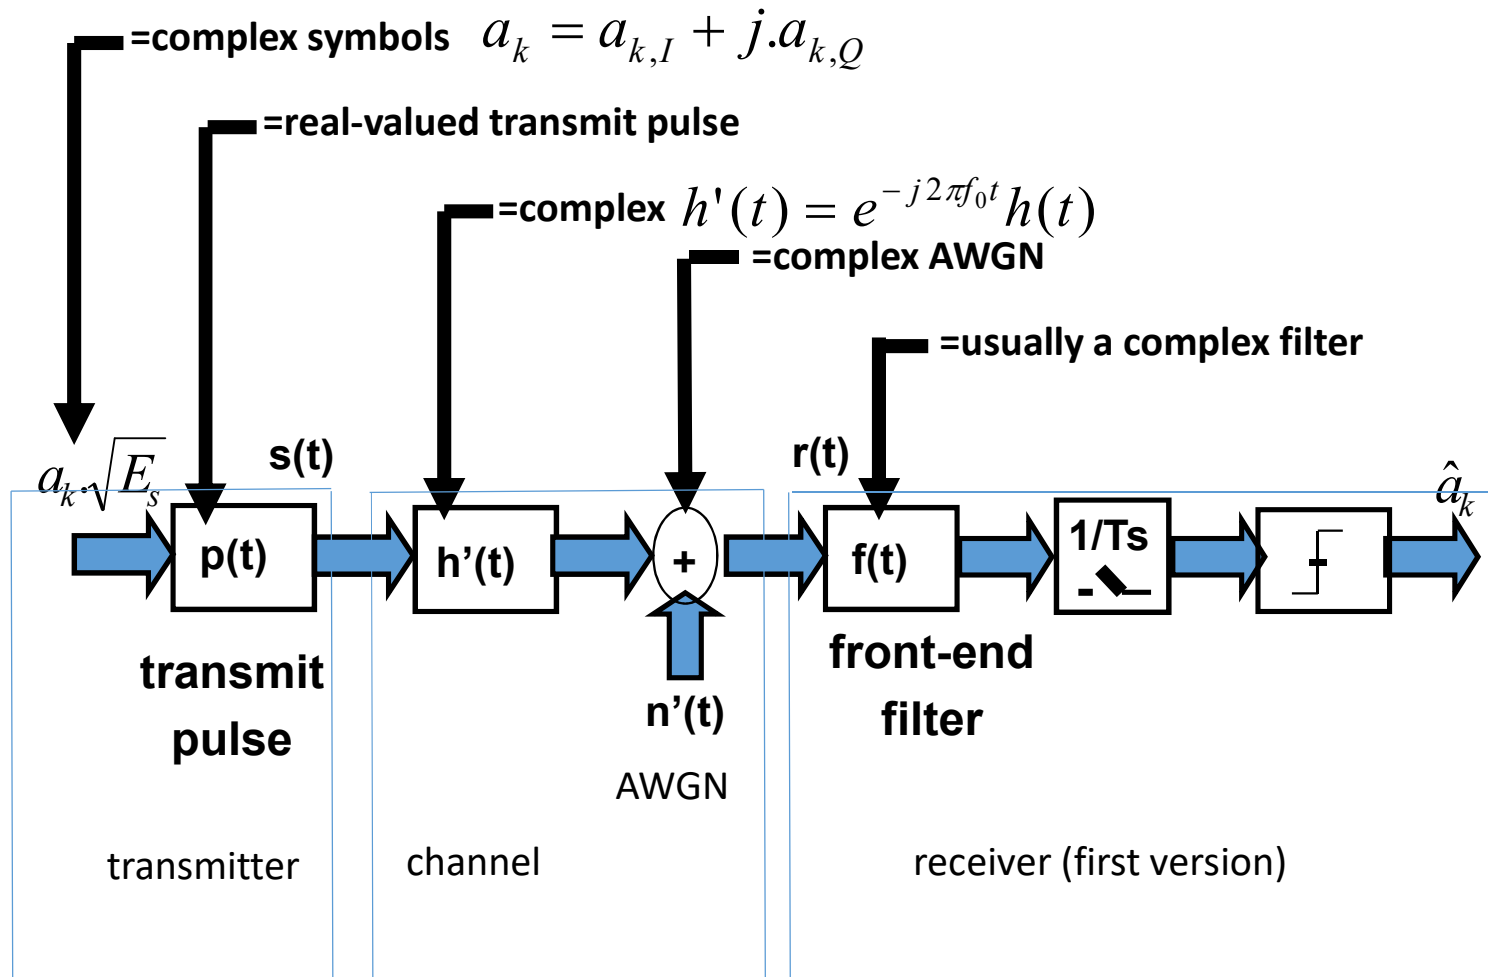 =complex symbols a_k = a_{k,I} + j.a_{k,Q}
=real-valued transmit pulse
=complex h'(t) = e^{-j2πf_0t}h(t)
=complex AWGN
=usually a complex filter
a_k.√E_s
s(t)
r(t)
â_k
p(t)
h’(t)
+
f(t)
1/Ts
transmit
pulse
n’(t)
AWGN
front-end
filter
transmitter
channel
receiver (first version)